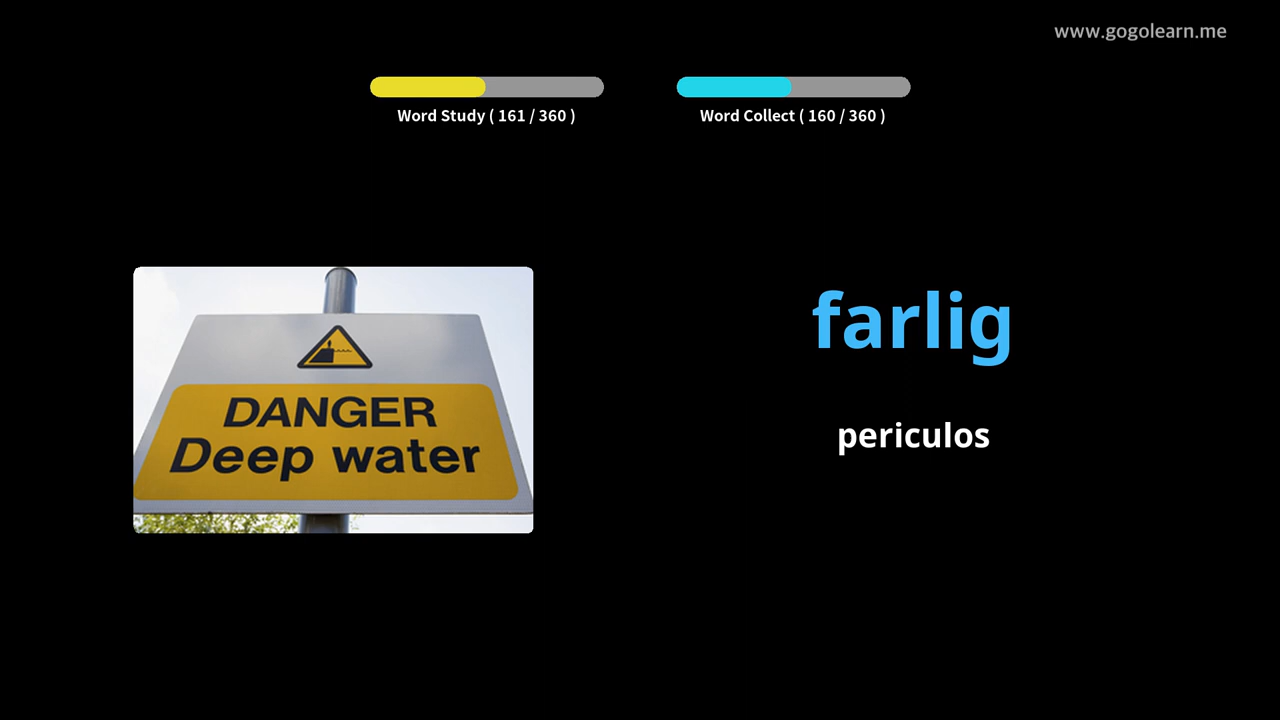 www.gogolearn.me
Word Study ( 161 / 360 )
Word Collect ( 160 / 360 )
DANGER
Deep water
farlig
periculos